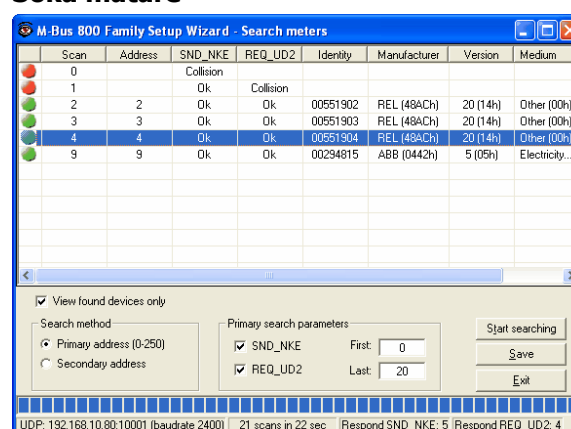 M-Bus 800 Family Setup Wizard - Search meters
Scan Address SND_NKE REQ_UD2 Identity Manufacturer Version Medium
0 Collision
1 Ok Collision
2 2 Ok Ok 00551902 REL (48ACh) 20 (14h) Other (00h
3 3 Ok Ok 00551903 REL (48ACh) 20 (14h) Other (00h
4 4 Ok Ok 00551904 REL (48ACh) 20 (14h) Other (00h
9 9 Ok Ok 00294815 ABB (0442h) 5 (05h) Electricity...
View found devices only
Search method
Primary address (0-250)
Secondary address
Primary search parameters
SND_NKE First: 0
REQ_UD2 Last: 20
Start searching
Save
Exit
UDP: 192.168.10.80:10001 (baudrate 2400) 21 scans in 22 sec Respond SND_NKE: 5 Respond REQ_UD2: 4